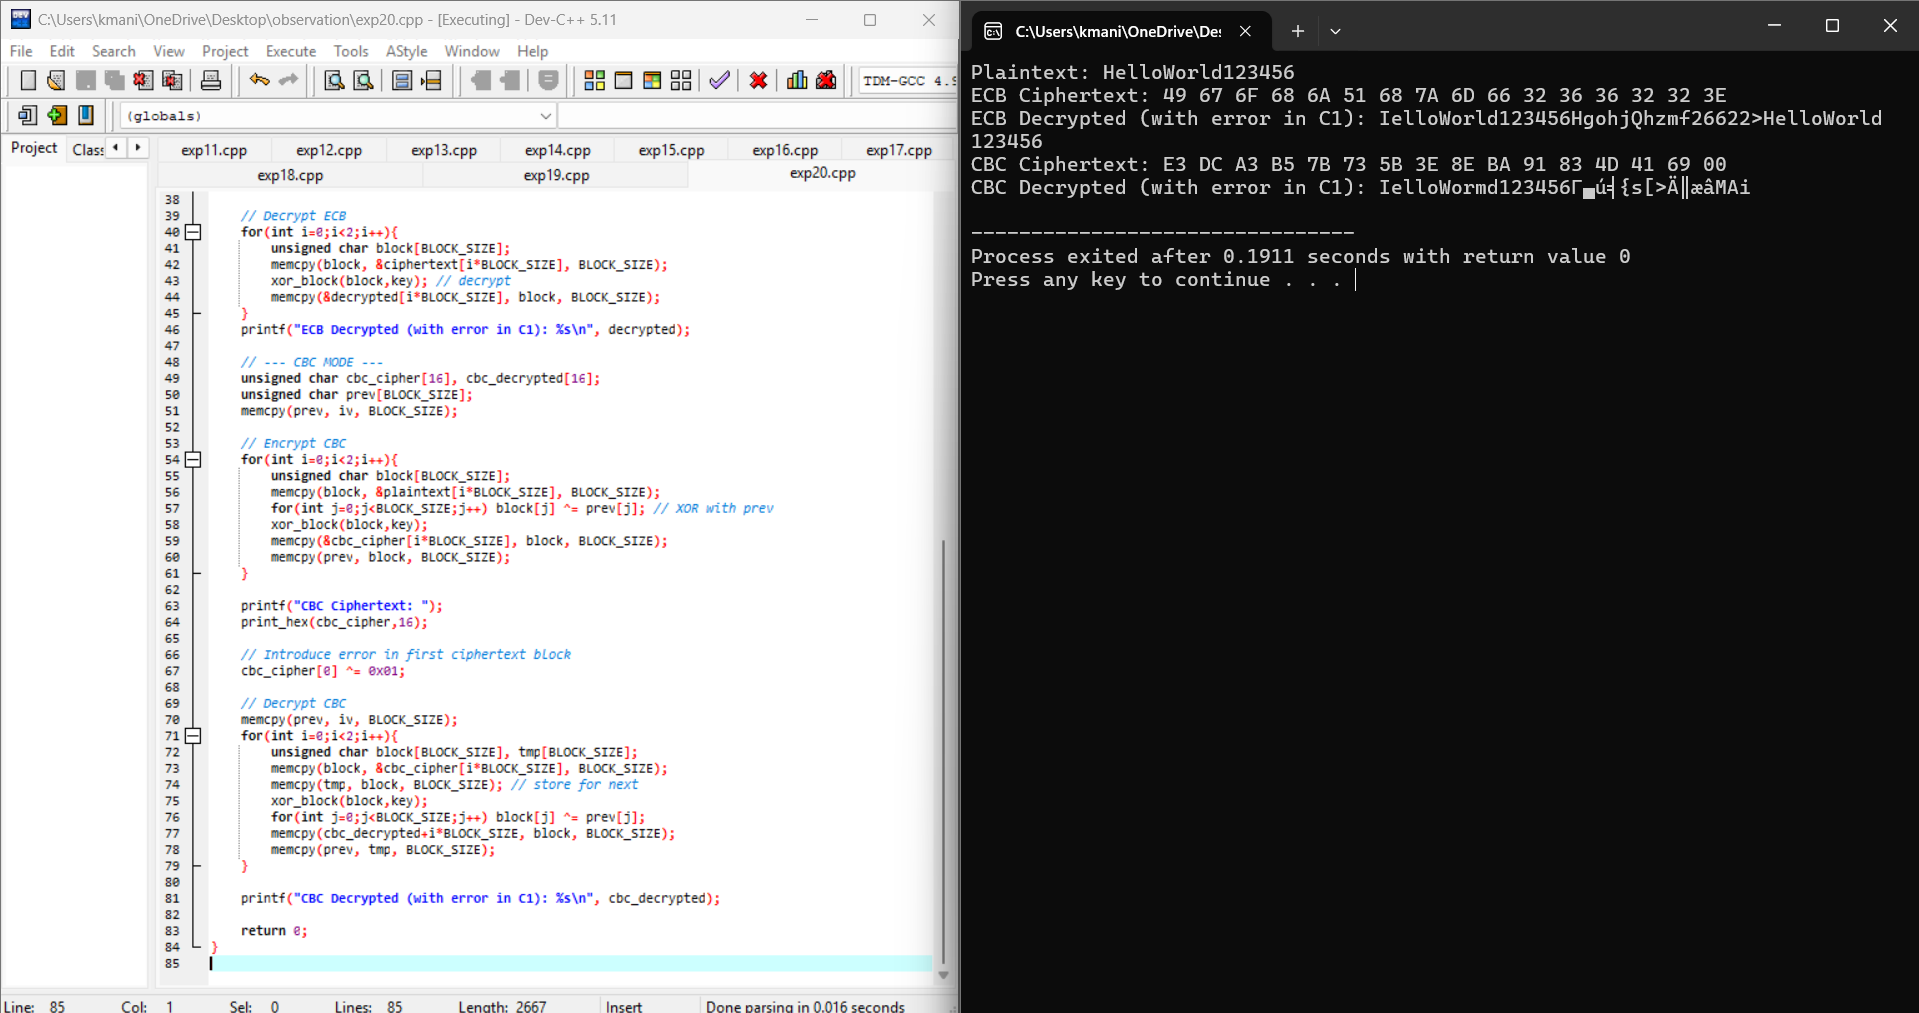 C:\Users\kmani\OneDrive\Desktop\observation\exp20.cpp - [Executing] - Dev-C++ 5.11
File Edit Search View Project Execute Tools AStyle Window Help
TDM-GCC 4.9
(globals)
Project Class
exp11.cpp exp12.cpp exp13.cpp exp14.cpp exp15.cpp exp16.cpp exp17.cpp
exp18.cpp exp19.cpp exp20.cpp
38
39 // Decrypt ECB
40 for(int i=0;i<2;i++){
41 unsigned char block[BLOCK_SIZE];
42 memcpy(block, &ciphertext[i*BLOCK_SIZE], BLOCK_SIZE);
43 xor_block(block,key); // decrypt
44 memcpy(&decrypted[i*BLOCK_SIZE], block, BLOCK_SIZE);
45 }
46 printf("ECB Decrypted (with error in C1): %s\n", decrypted);
47
48 // --- CBC MODE ---
49 unsigned char cbc_cipher[16], cbc_decrypted[16];
50 unsigned char prev[BLOCK_SIZE];
51 memcpy(prev, iv, BLOCK_SIZE);
52
53 // Encrypt CBC
54 for(int i=0;i<2;i++){
55 unsigned char block[BLOCK_SIZE];
56 memcpy(block, &plaintext[i*BLOCK_SIZE], BLOCK_SIZE);
57 for(int j=0;j<BLOCK_SIZE;j++) block[j] ^= prev[j]; // XOR with prev
58 xor_block(block,key);
59 memcpy(&cbc_cipher[i*BLOCK_SIZE], block, BLOCK_SIZE);
60 memcpy(prev, block, BLOCK_SIZE);
61 }
62
63 printf("CBC Ciphertext: ");
64 print_hex(cbc_cipher,16);
65
66 // Introduce error in first ciphertext block
67 cbc_cipher[0] ^= 0x01;
68
69 // Decrypt CBC
70 memcpy(prev, iv, BLOCK_SIZE);
71 for(int i=0;i<2;i++){
72 unsigned char block[BLOCK_SIZE], tmp[BLOCK_SIZE];
73 memcpy(block, &cbc_cipher[i*BLOCK_SIZE], BLOCK_SIZE);
74 memcpy(tmp, block, BLOCK_SIZE); // store for next
75 xor_block(block,key);
76 for(int j=0;j<BLOCK_SIZE;j++) block[j] ^= prev[j];
77 memcpy(cbc_decrypted+i*BLOCK_SIZE, block, BLOCK_SIZE);
78 memcpy(prev, tmp, BLOCK_SIZE);
79 }
80
81 printf("CBC Decrypted (with error in C1): %s\n", cbc_decrypted);
82
83 return 0;
84 }
85
Line: 85 Col: 1 Sel: 0 Lines: 85 Length: 2667 Insert Done parsing in 0.016 seconds
C:\Users\kmani\OneDrive\Des
Plaintext: HelloWorld123456
ECB Ciphertext: 49 67 6F 68 6A 51 68 7A 6D 66 32 36 36 32 32 3E
ECB Decrypted (with error in C1): IelloWorld123456HgohjQhzmf26622>HelloWorld
123456
CBC Ciphertext: E3 DC A3 B5 7B 73 5B 3E 8E BA 91 83 4D 41 69 00
CBC Decrypted (with error in C1): IelloWormd123456Γ▄ú╡{s[>Ä║æâMAi
--------------------------------
Process exited after 0.1911 seconds with return value 0
Press any key to continue . . .